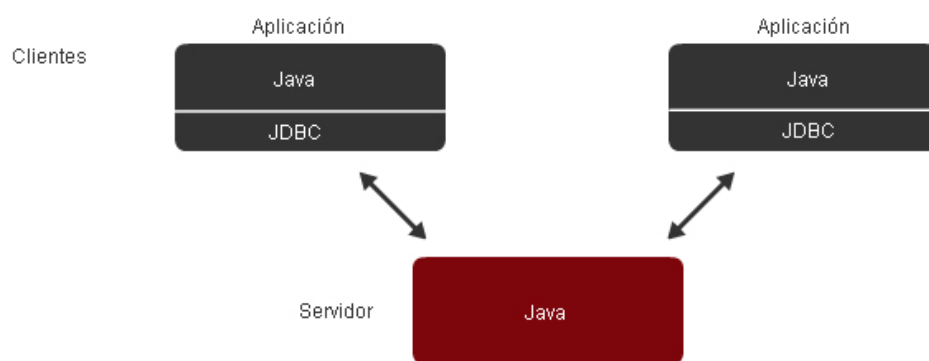 Aplicación
Aplicación
Clientes
Java
Java
JDBC
JDBC
Servidor
Java